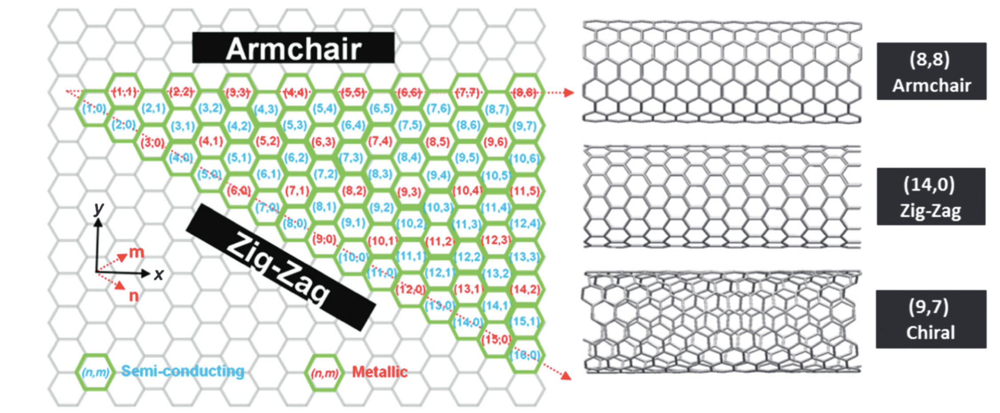 Armchair
(1,1) (2,2) (3,3) (4,4) (5,5) (6,6) (7,7) (8,8)
(1,0) (2,1) (3,2) (4,3) (5,4) (6,5) (7,6) (8,7)
(2,0) (3,1) (4,2) (5,3) (6,4) (7,5) (8,6) (9,7)
(3,0) (4,1) (5,2) (6,3) (7,4) (8,5) (9,6)
(4,0) (5,1) (6,2) (7,3) (8,4) (9,5) (10,6)
(5,0) (6,1) (7,2) (8,3) (9,4) (10,5)
(6,0) (7,1) (8,2) (9,3) (10,4) (11,5)
(7,0) (8,1) (9,2) (10,3) (11,4)
(8,0) (9,1) (10,2) (11,3) (12,4)
(9,0) (10,1) (11,2) (12,3)
(10,0) (11,1) (12,2) (13,3)
(11,0) (12,1) (13,2)
(12,0) (13,1) (14,2)
(13,0) (14,1)
(14,0) (15,1)
(15,0)
(16,0)
Zig-Zag
y
m
x
n
(n,m) Semi-conducting
(n,m) Metallic
(8,8)
Armchair
(14,0)
Zig-Zag
(9,7)
Chiral